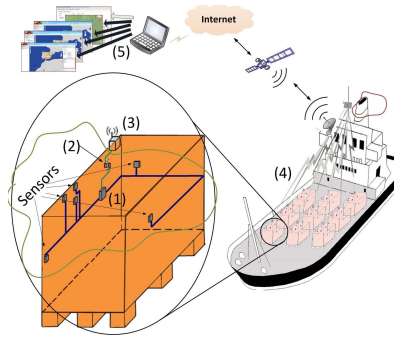 Internet
(5)
(3)
(2)
(4)
Sensors
(1)